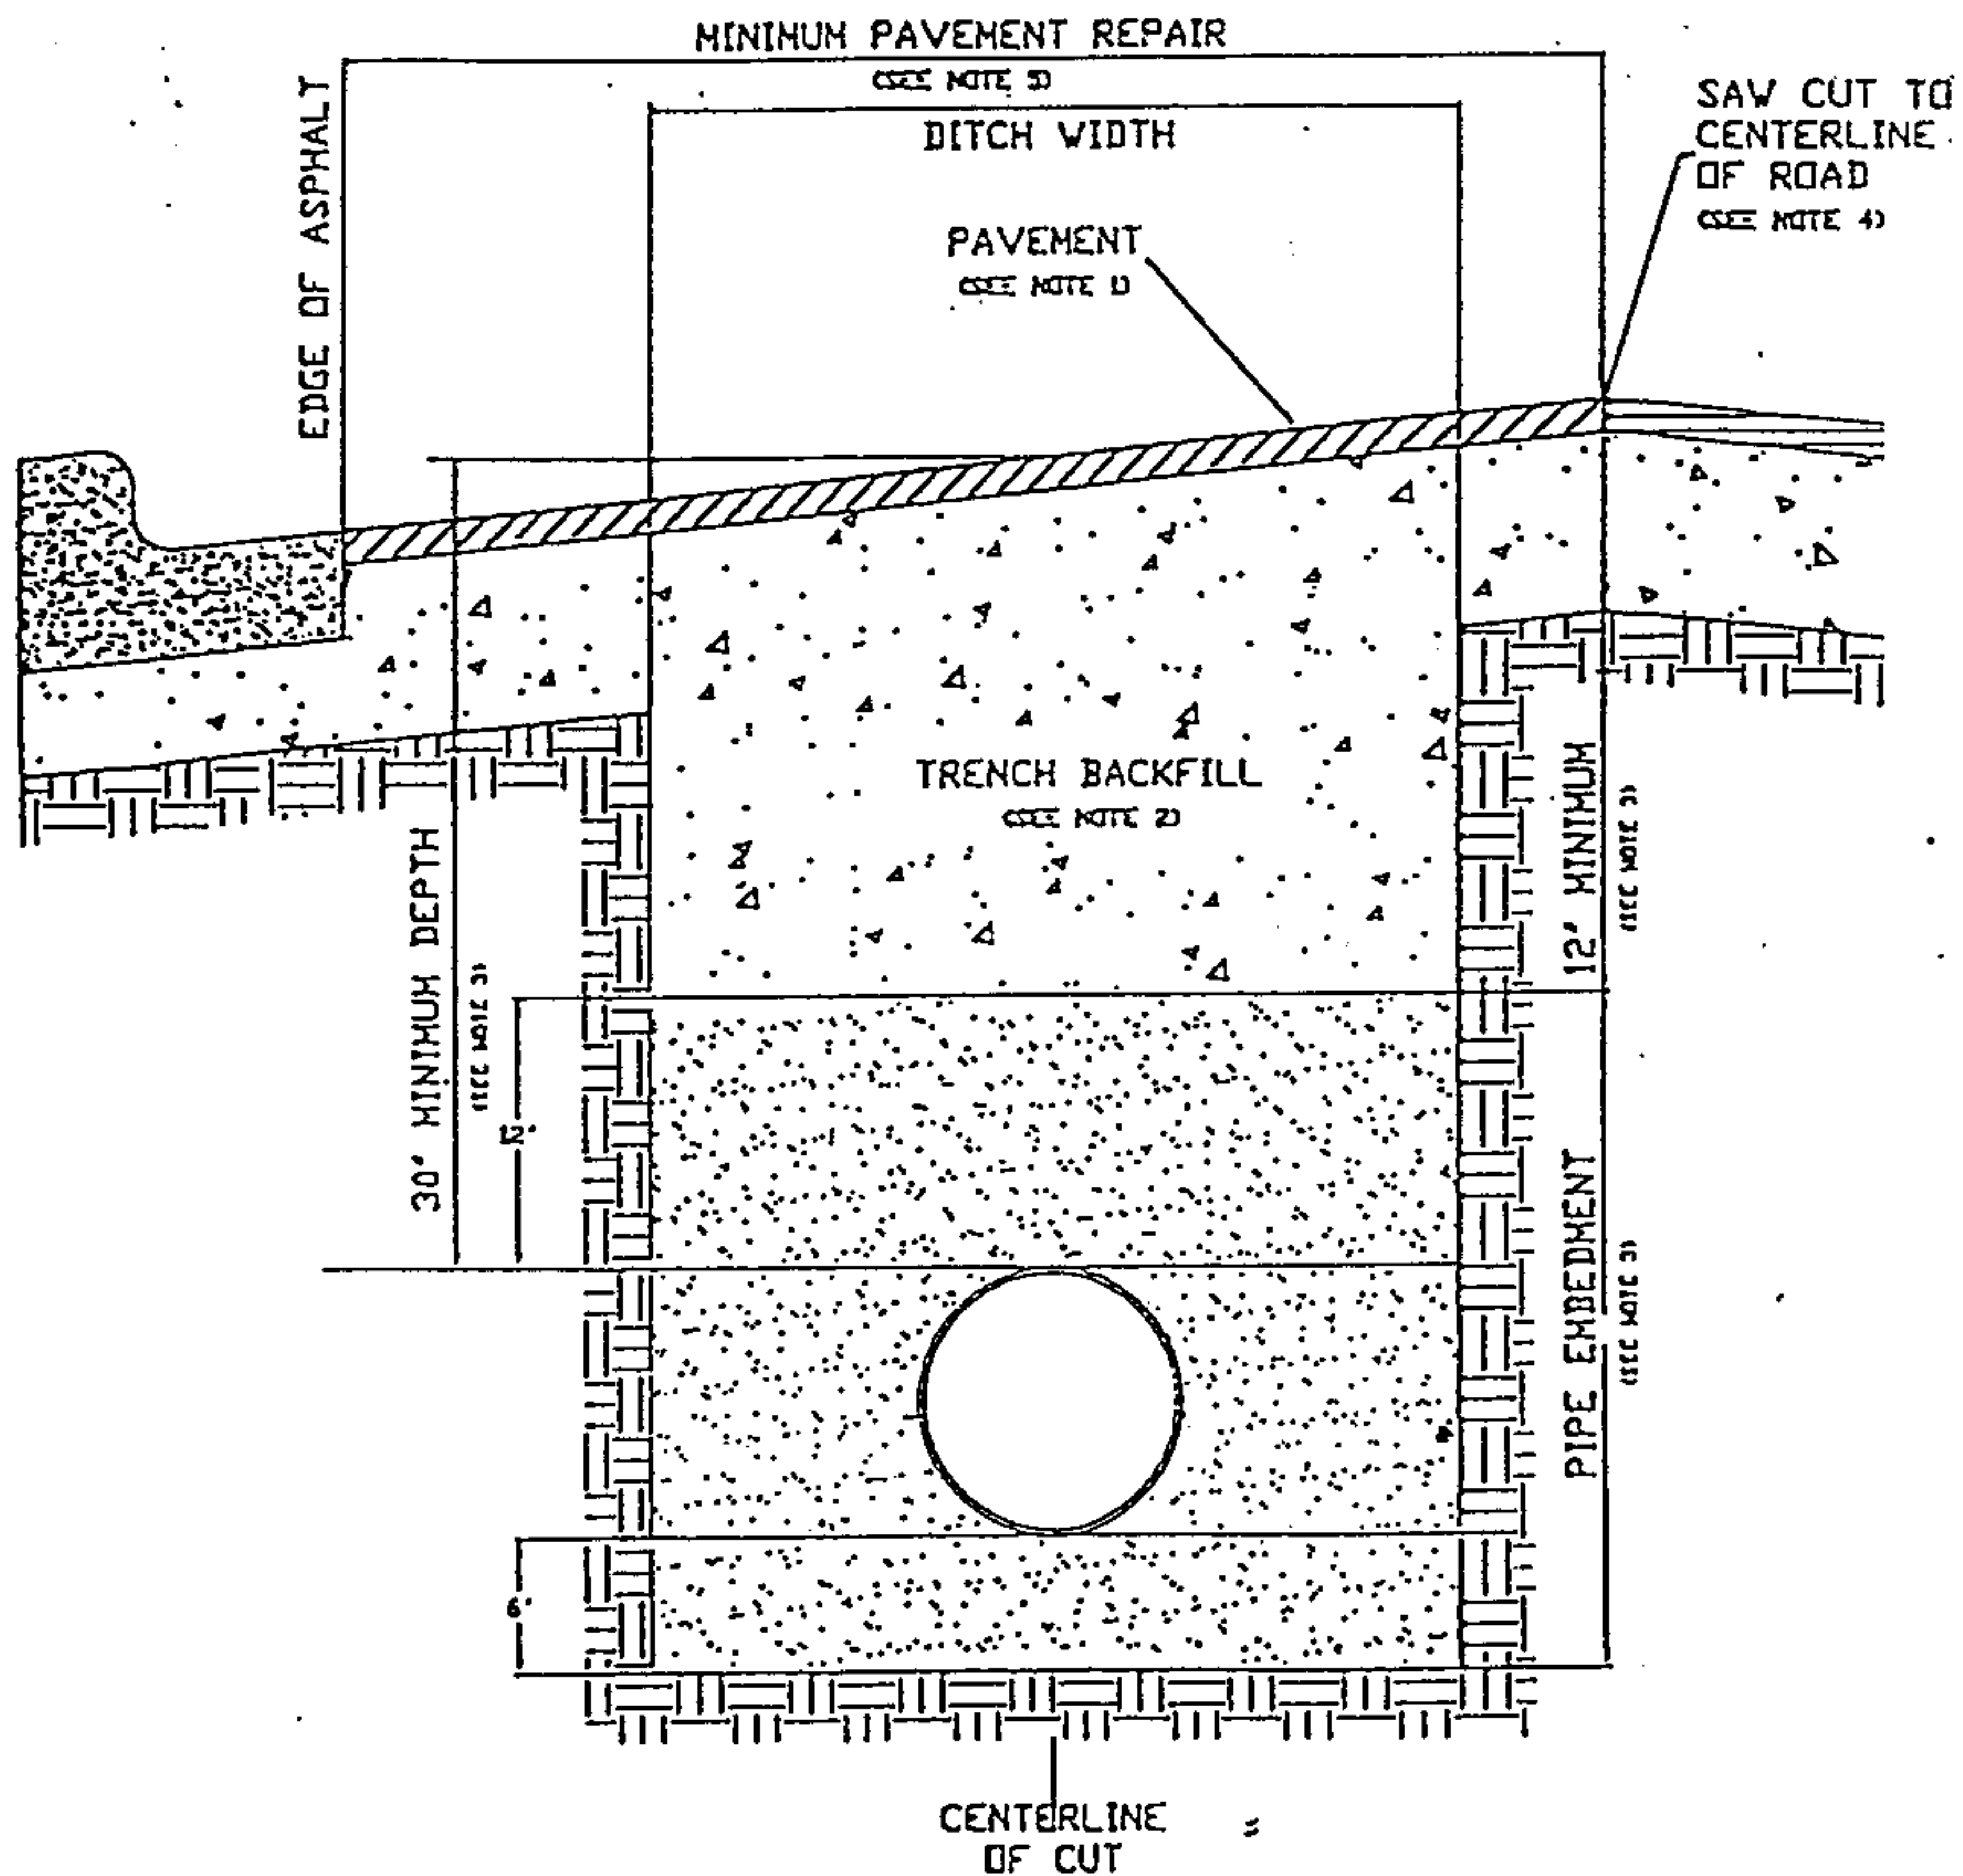 MINIMUM PAVEMENT REPAIR
(SEE NOTE 5)
DITCH WIDTH
EDGE OF ASPHALT
SAW CUT TO
CENTERLINE
OF ROAD
(SEE NOTE 4)
PAVEMENT
(SEE NOTE 1)
TRENCH BACKFILL
(SEE NOTE 2)
30" MINIMUM DEPTH
(SEE NOTE 3)
12"
12" MINIMUM
(SEE NOTE 3)
PIPE EMBEDMENT
(SEE NOTE 3)
6"
CENTERLINE
OF CUT